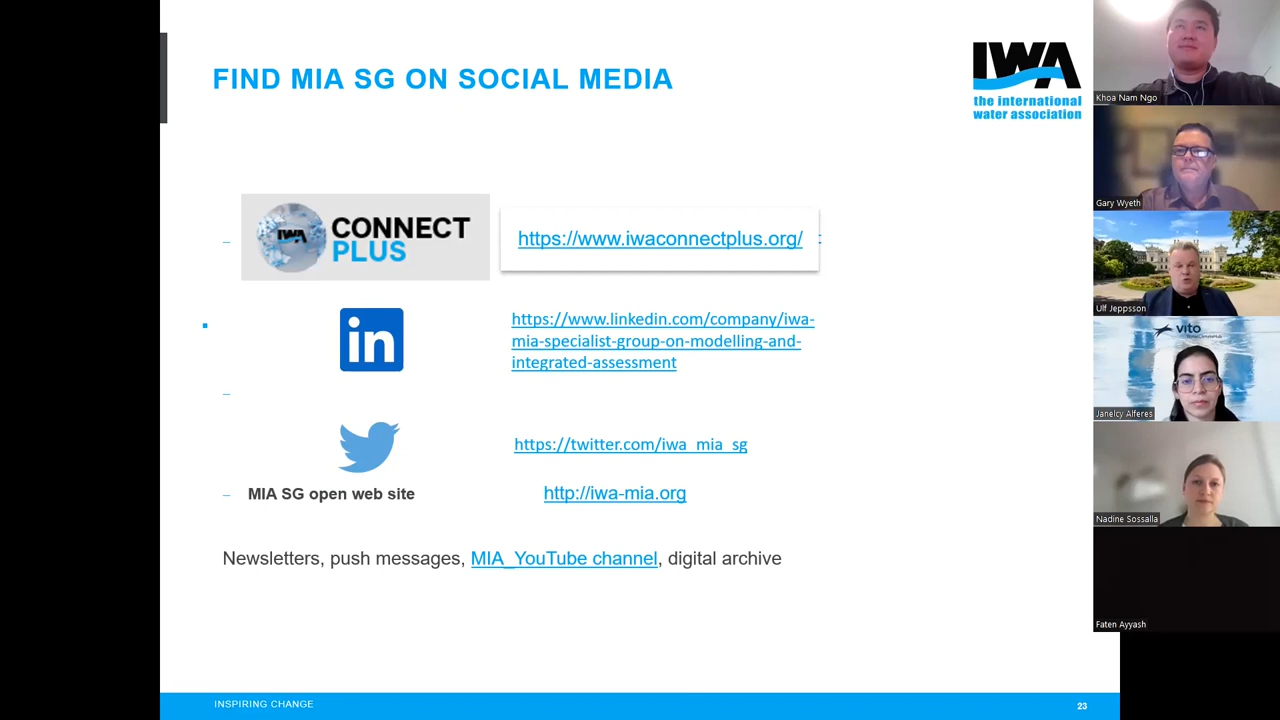 FIND MIA SG ON SOCIAL MEDIA
IWA
the international
water association
IWA
CONNECT
PLUS
https://www.iwaconnectplus.org/
in
https://www.linkedin.com/company/iwa-
mia-specialist-group-on-modelling-and-
integrated-assessment
https://twitter.com/iwa_mia_sg
MIA SG open web site
http://iwa-mia.org
Newsletters, push messages, MIA_YouTube channel, digital archive
INSPIRING CHANGE
23
Khoa Nam Ngo
Gary Wyeth
Ulf Jeppsson
vito
Janelcy Alferes
Nadine Sossalla
Faten Ayyash